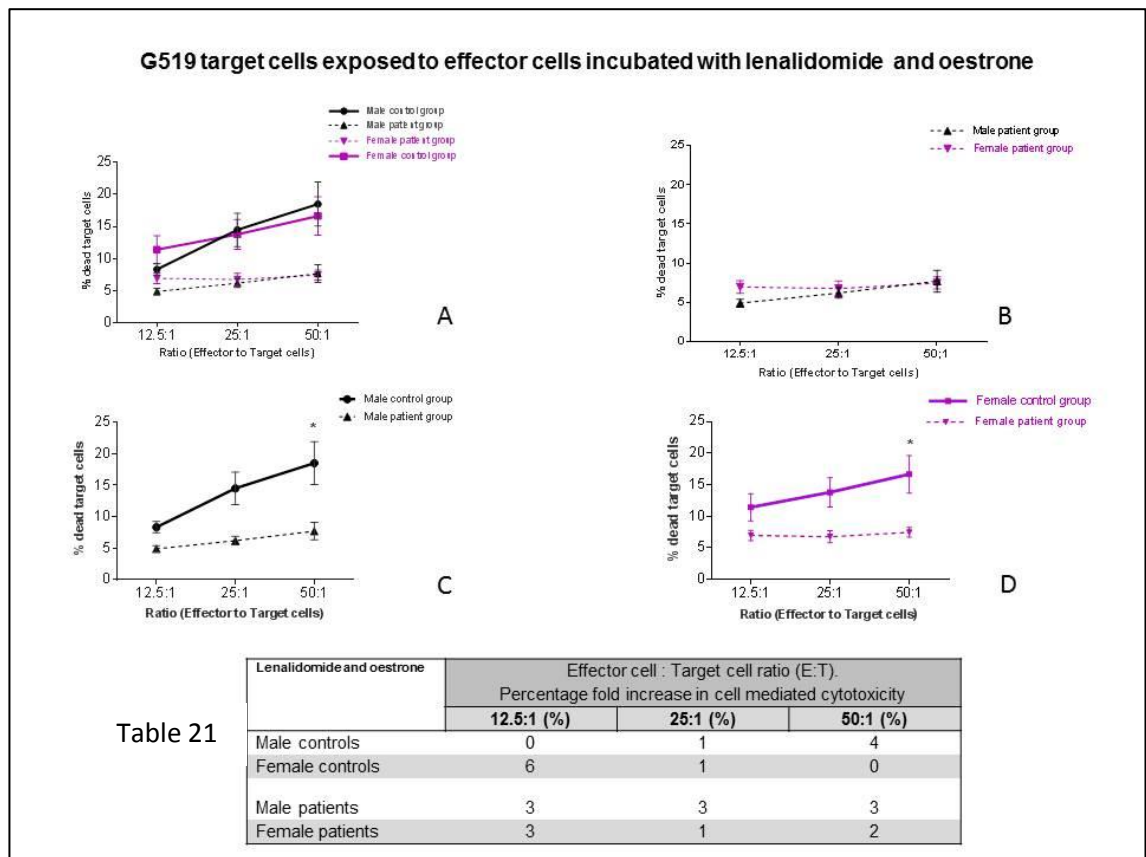 G519 target cells exposed to effector cells incubated with lenalidomide and oestrone
Male control group
Male patient group
Female patient group
Female control group
25
20
15
10
5
0
% dead target cells
12.5:1 25:1 50:1
Ratio (Effector to Target cells)
A
Male patient group
Female patient group
25
20
15
10
5
0
% dead target cells
12.5:1 25:1 50;1
Ratio (Effector to Target cells)
B
Male control group
Male patient group
25
20
15
10
5
0
% dead target cells
*
12.5:1 25:1 50:1
Ratio (Effector to Target cells)
C
Female control group
Female patient group
25
20
15
10
5
0
% dead target cells
*
12.5:1 25:1 50:1
Ratio (Effector to Target cells)
D
Table 21
Lenalidomide and oestrone
Effector cell : Target cell ratio (E:T).
Percentage fold increase in cell mediated cytotoxicity
12.5:1 (%) 25:1 (%) 50:1 (%)
Male controls 0 1 4
Female controls 6 1 0
Male patients 3 3 3
Female patients 3 1 2